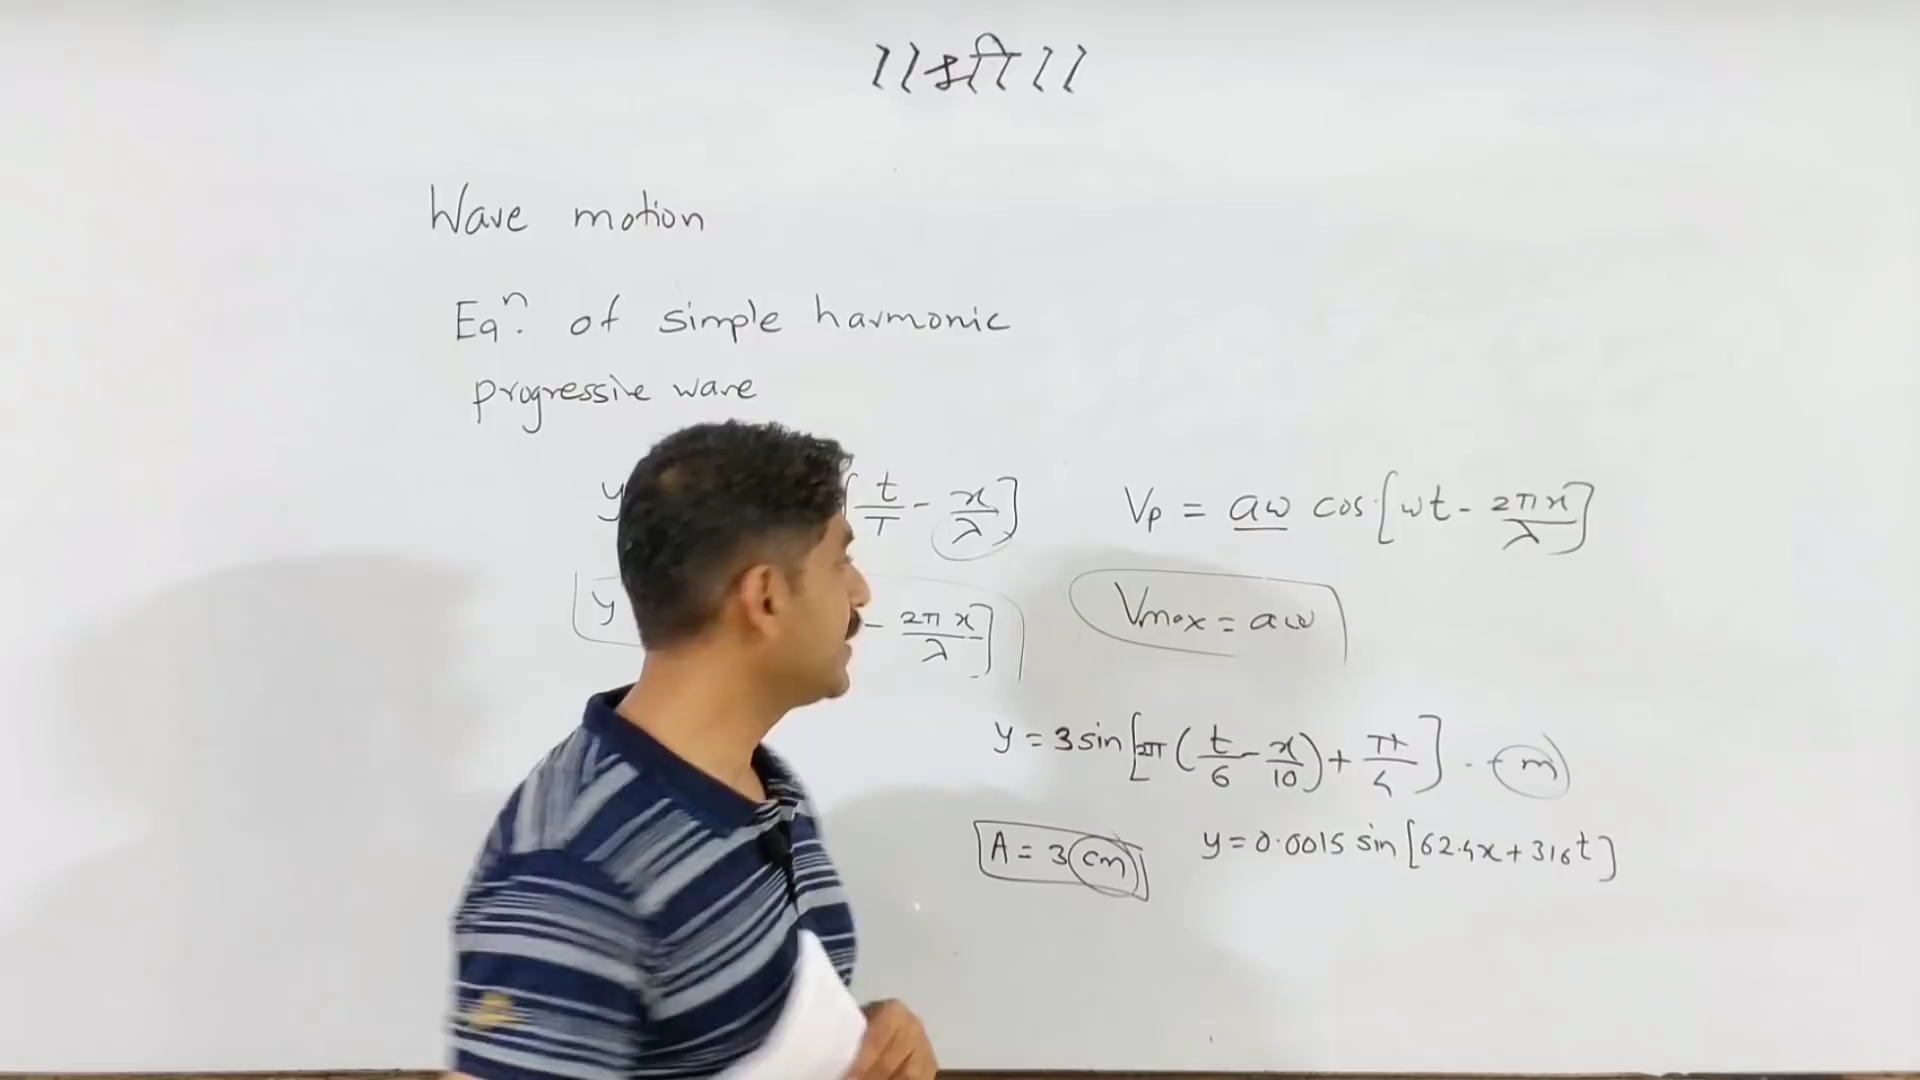 ।।श्री।।
Wave motion
Eqⁿ. of simple harmonic
progressive wave
y [t/T - x/λ]
Vp = aω cos[ωt - 2πx/λ]
y - 2πx/λ]
Vmax = aω
y = 3 sin[2π(t/6 - x/10) + π/4] - - m
A = 3 cm
y = 0.0015 sin[62.4x + 316t]